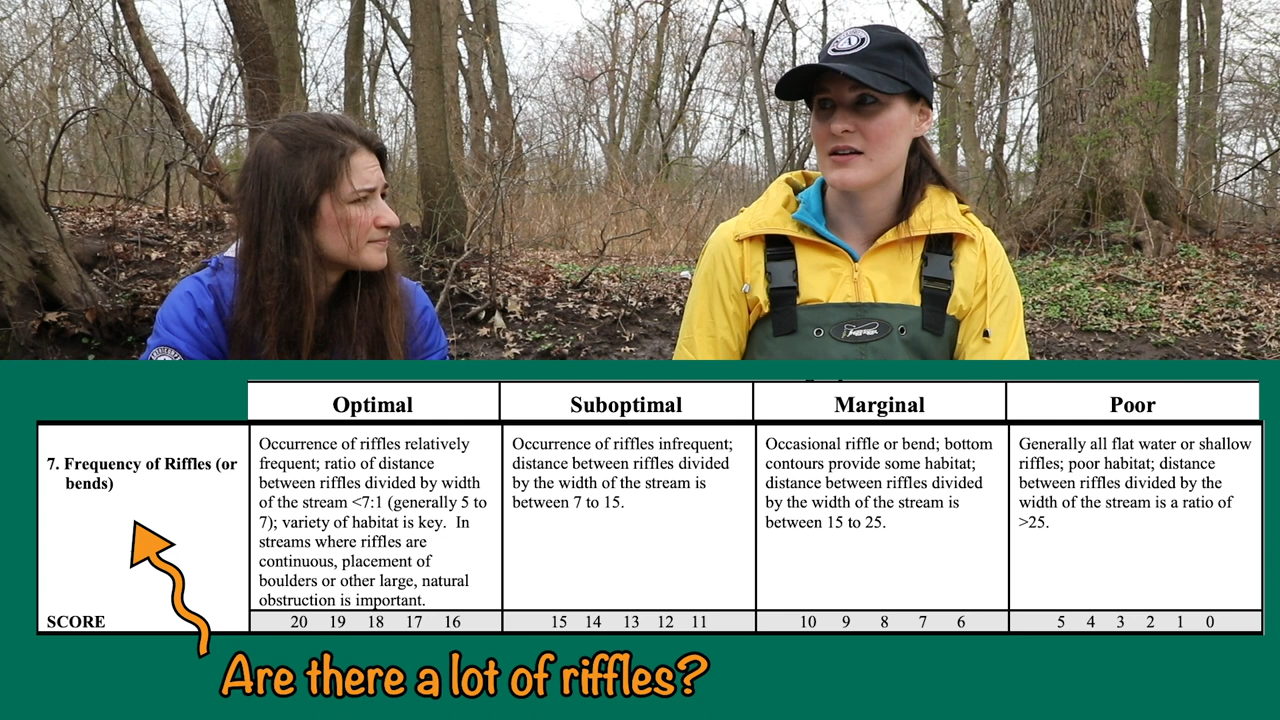 Optimal Suboptimal Marginal Poor
7. Frequency of Riffles (or
bends)
Occurrence of riffles relatively
frequent; ratio of distance
between riffles divided by width
of the stream <7:1 (generally 5 to
7); variety of habitat is key. In
streams where riffles are
continuous, placement of
boulders or other large, natural
obstruction is important.
Occurrence of riffles infrequent;
distance between riffles divided
by the width of the stream is
between 7 to 15.
Occasional riffle or bend; bottom
contours provide some habitat;
distance between riffles divided
by the width of the stream is
between 15 to 25.
Generally all flat water or shallow
riffles; poor habitat; distance
between riffles divided by the
width of the stream is a ratio of
>25.
SCORE 20 19 18 17 16 15 14 13 12 11 10 9 8 7 6 5 4 3 2 1 0
Are there a lot of riffles?